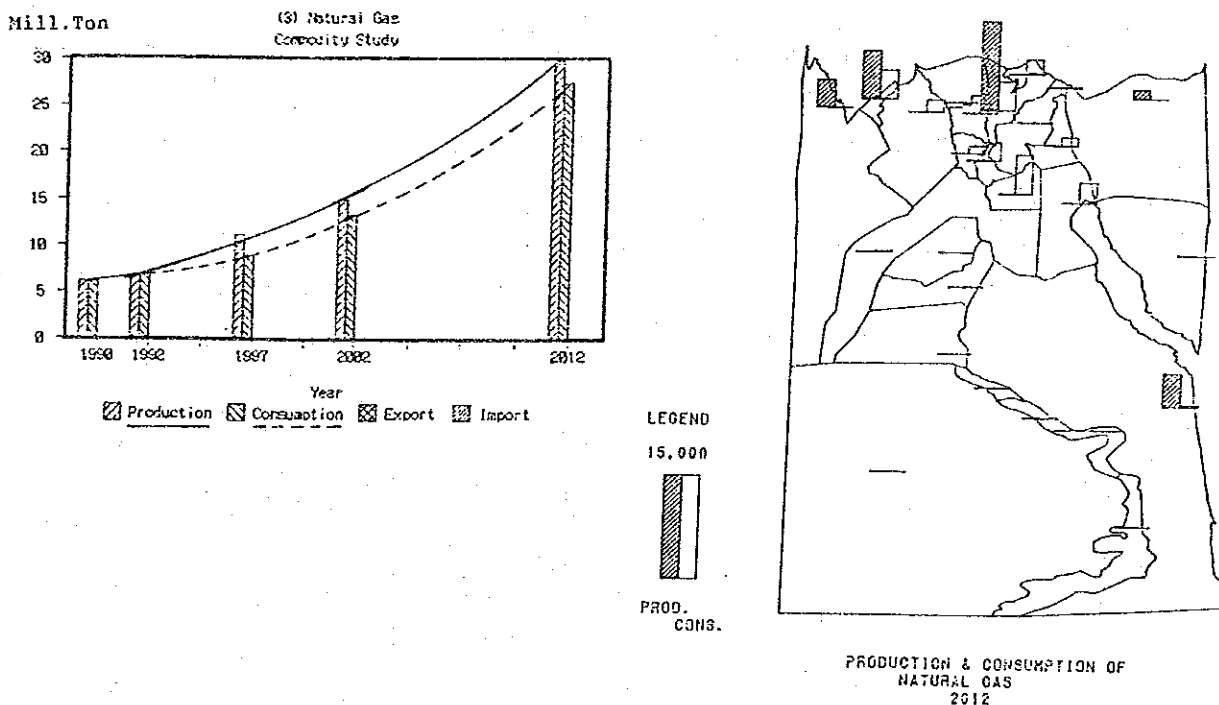 Mill.Ton
(3) Natural Gas
Commodity Study
30
25
20
15
10
5
0
1990 1992 1997 2002 2012
Year
Production Consumption Export Import
LEGEND
15,000
PROD.
CONS.
PRODUCTION & CONSUMPTION OF
NATURAL GAS
2012